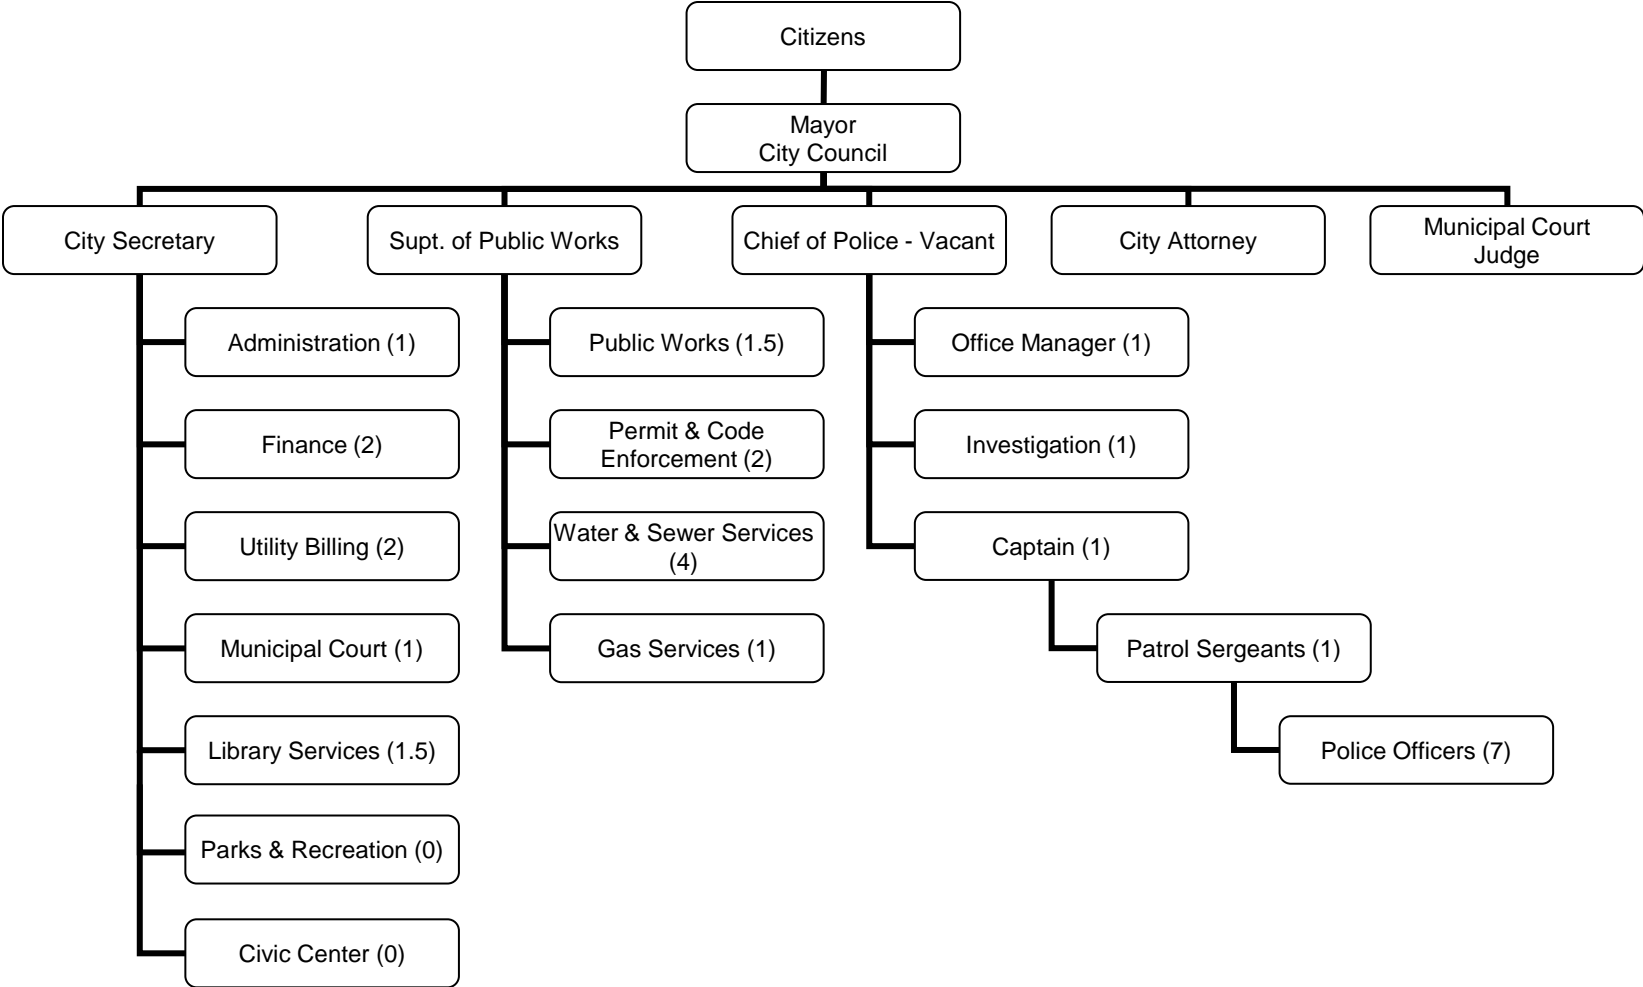 Citizens
Mayor
City Council
City Secretary
Supt. of Public Works
Chief of Police - Vacant
City Attorney
Municipal Court
Judge
Administration (1)
Finance (2)
Utility Billing (2)
Municipal Court (1)
Library Services (1.5)
Parks & Recreation (0)
Civic Center (0)
Public Works (1.5)
Permit & Code
Enforcement (2)
Water & Sewer Services
(4)
Gas Services (1)
Office Manager (1)
Investigation (1)
Captain (1)
Patrol Sergeants (1)
Police Officers (7)